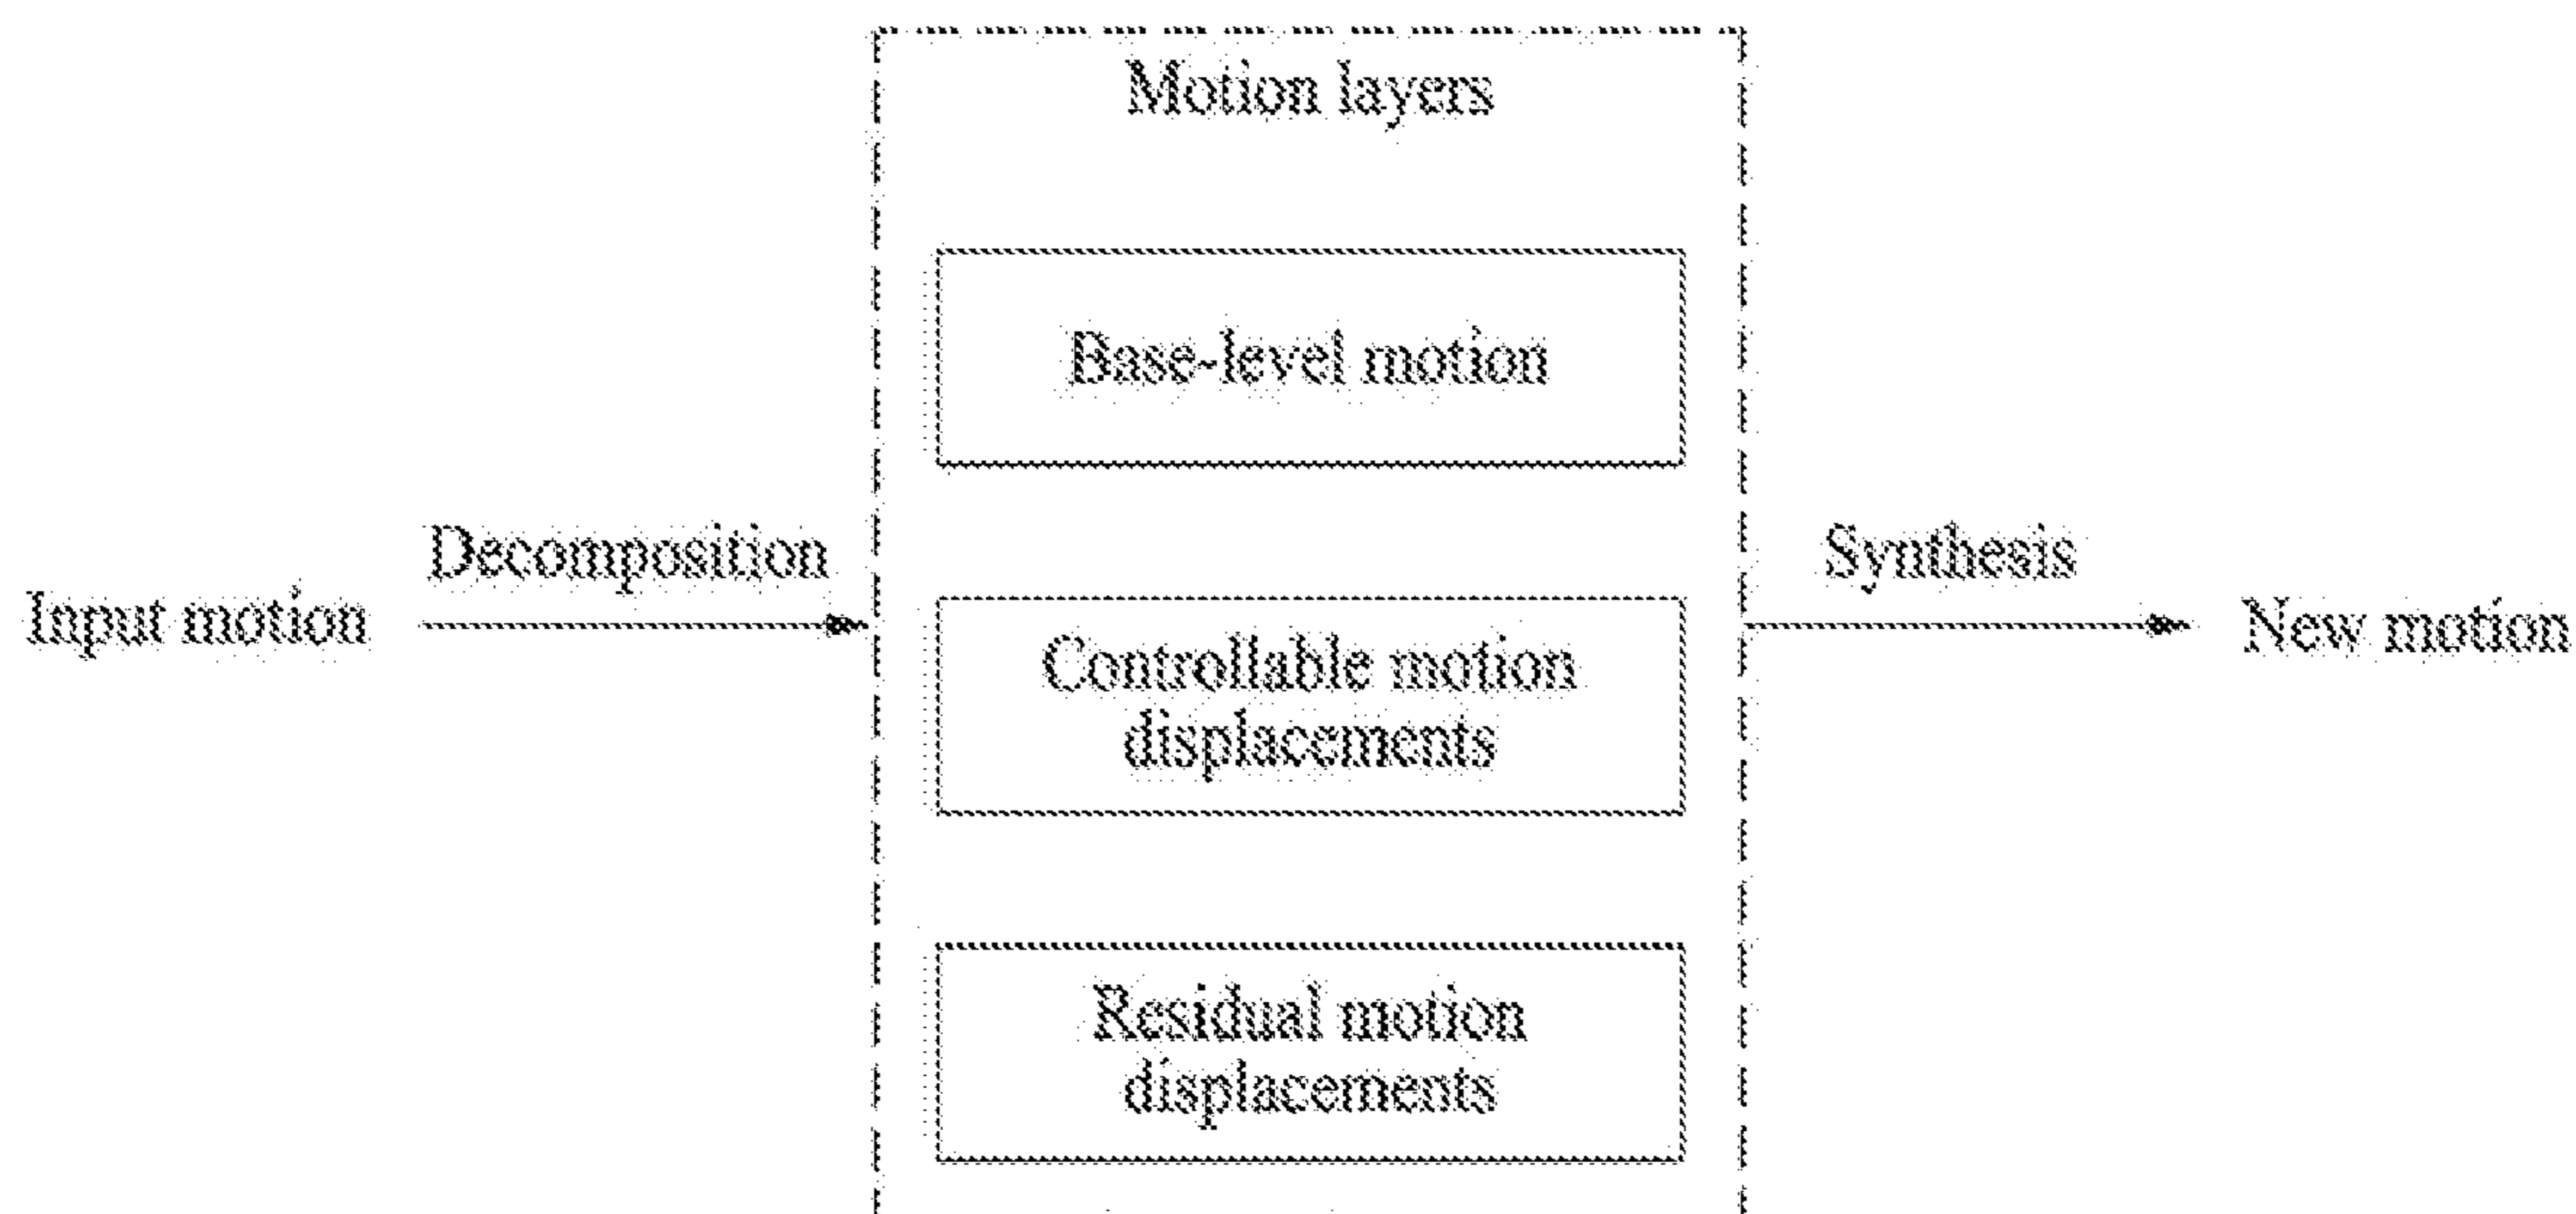 Motion layers
Base-level motion
Decomposition
Synthesis
Input motion
New motion
Controllable motion
displacements
Residual motion
displacements